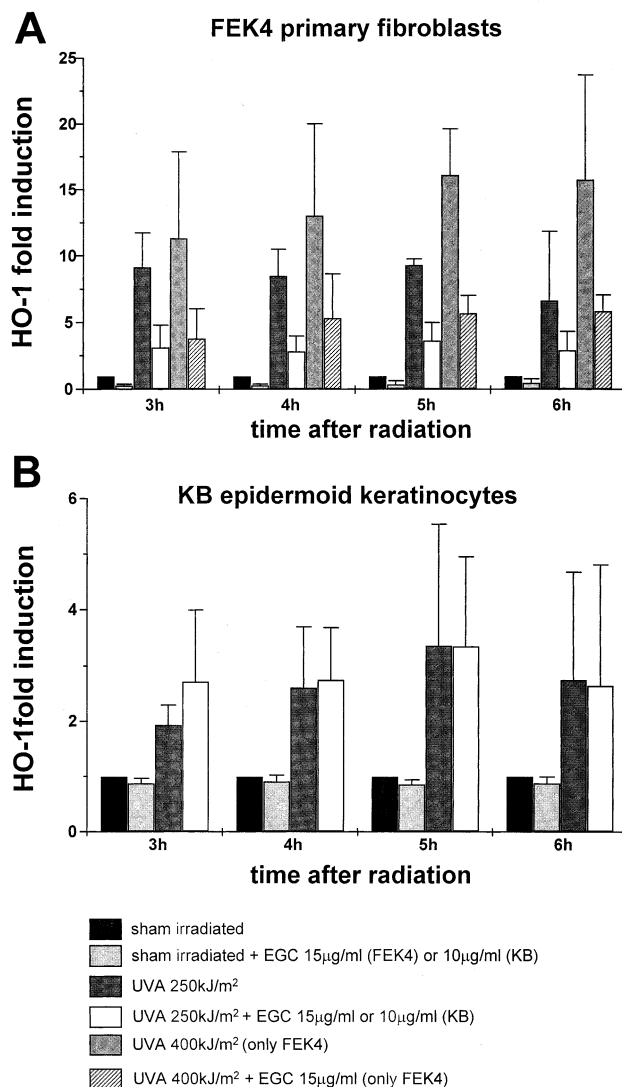 A
FEK4 primary fibroblasts
HO-1 fold induction
25
20
15
10
5
0
3h 4h 5h 6h
time after radiation
B
KB epidermoid keratinocytes
HO-1fold induction
6
4
2
0
3h 4h 5h 6h
time after radiation
sham irradiated
sham irradiated + EGC 15µg/ml (FEK4) or 10µg/ml (KB)
UVA 250kJ/m²
UVA 250kJ/m² + EGC 15µg/ml or 10µg/ml (KB)
UVA 400kJ/m² (only FEK4)
UVA 400kJ/m² + EGC 15µg/ml (only FEK4)